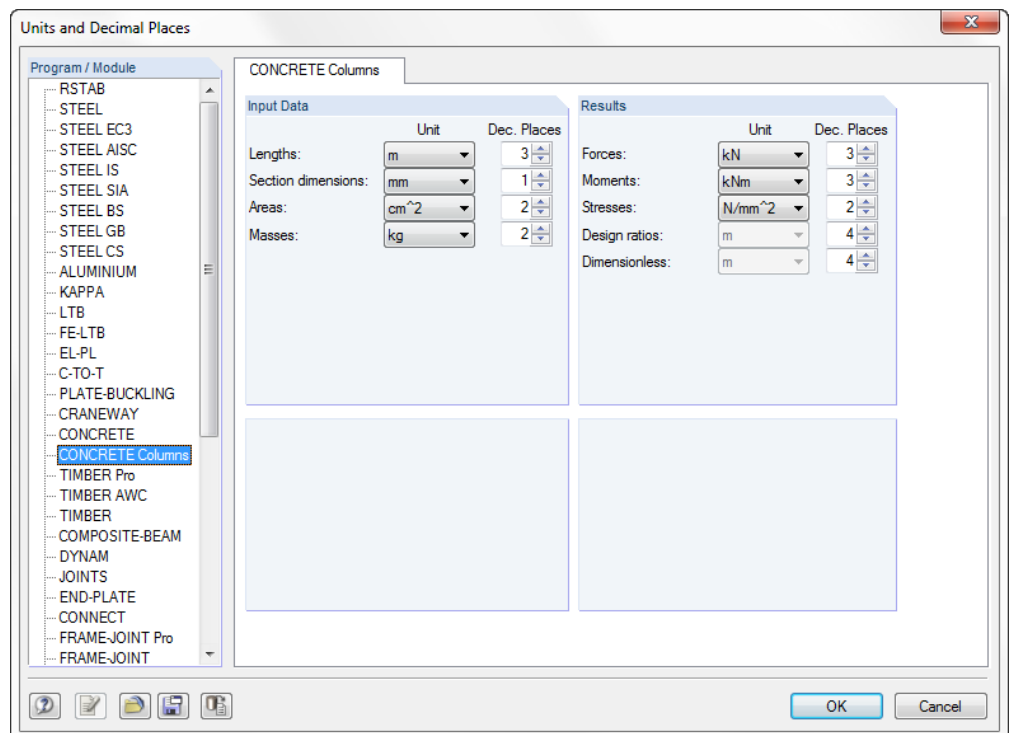 Units and Decimal Places
Program / Module
RSTAB
STEEL
STEEL EC3
STEEL AISC
STEEL IS
STEEL SIA
STEEL BS
STEEL GB
STEEL CS
ALUMINIUM
KAPPA
LTB
FE-LTB
EL-PL
C-TO-T
PLATE-BUCKLING
CRANEWAY
CONCRETE
CONCRETE Columns
TIMBER Pro
TIMBER AWC
TIMBER
COMPOSITE-BEAM
DYNAM
JOINTS
END-PLATE
CONNECT
FRAME-JOINT Pro
FRAME-JOINT
CONCRETE Columns
Input Data
Unit Dec. Places
Lengths: m 3
Section dimensions: mm 1
Areas: cm^2 2
Masses: kg 2
Results
Unit Dec. Places
Forces: kN 3
Moments: kNm 3
Stresses: N/mm^2 2
Design ratios: m 4
Dimensionless: m 4
OK Cancel